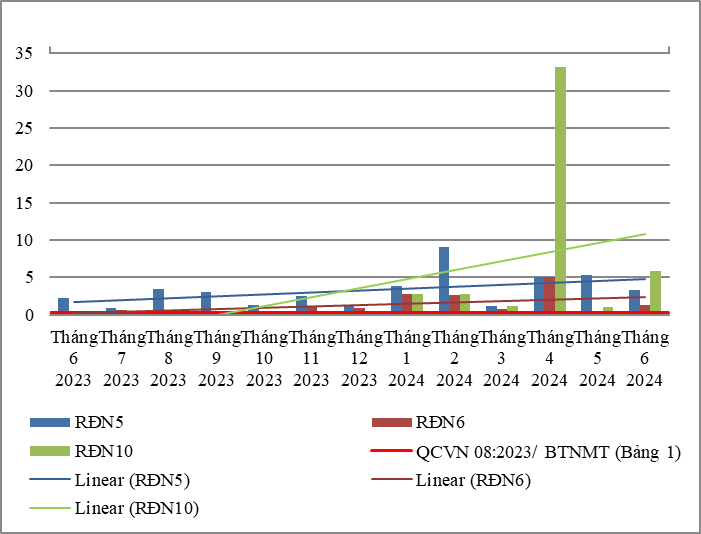 35
30
25
20
15
10
5
0
Tháng Tháng Tháng Tháng Tháng Tháng Tháng Tháng Tháng Tháng Tháng Tháng Tháng
6 7 8 9 10 11 12 1 2 3 4 5 6
2023 2023 2023 2023 2023 2023 2023 2024 2024 2024 2024 2024 2024
RĐN5 RĐN6
RĐN10 QCVN 08:2023/ BTNMT (Bảng 1)
Linear (RĐN5) Linear (RĐN6)
Linear (RĐN10)